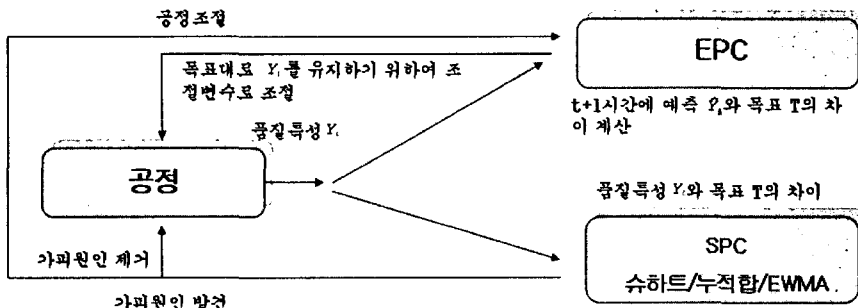 공정조절
EPC
목표대로 Y_t를 유지하기 위하여 조
절변수로 조절
t+1시간에 예측 와 목표 T의 차
이 계산
품질특성 Y_t
공정
품질특성 Y_t와 목표 T의 차이
가피원인 제거
SPC
슈하트/누적합/EWMA
가피원인 발견